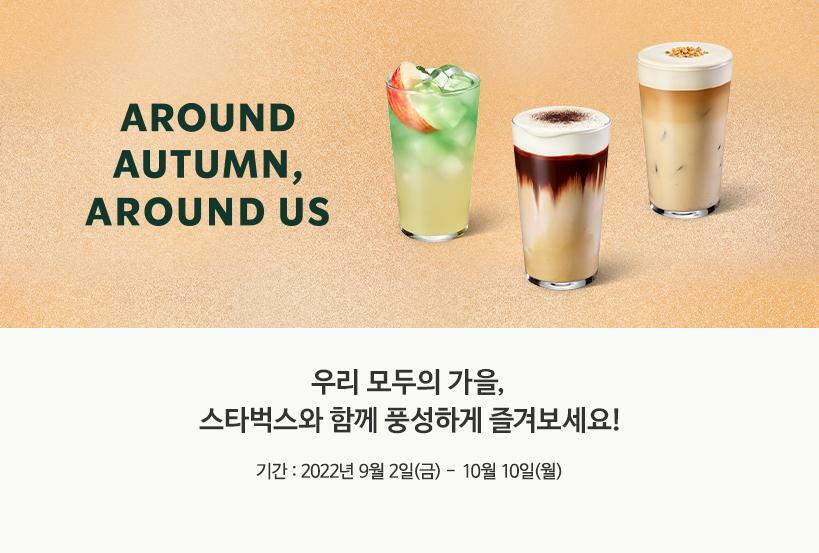 AROUND
AUTUMN,
AROUND US
우리 모두의 가을,
스타벅스와 함께 풍성하게 즐겨보세요!
기간 : 2022년 9월 2일(금) - 10월 10일(월)